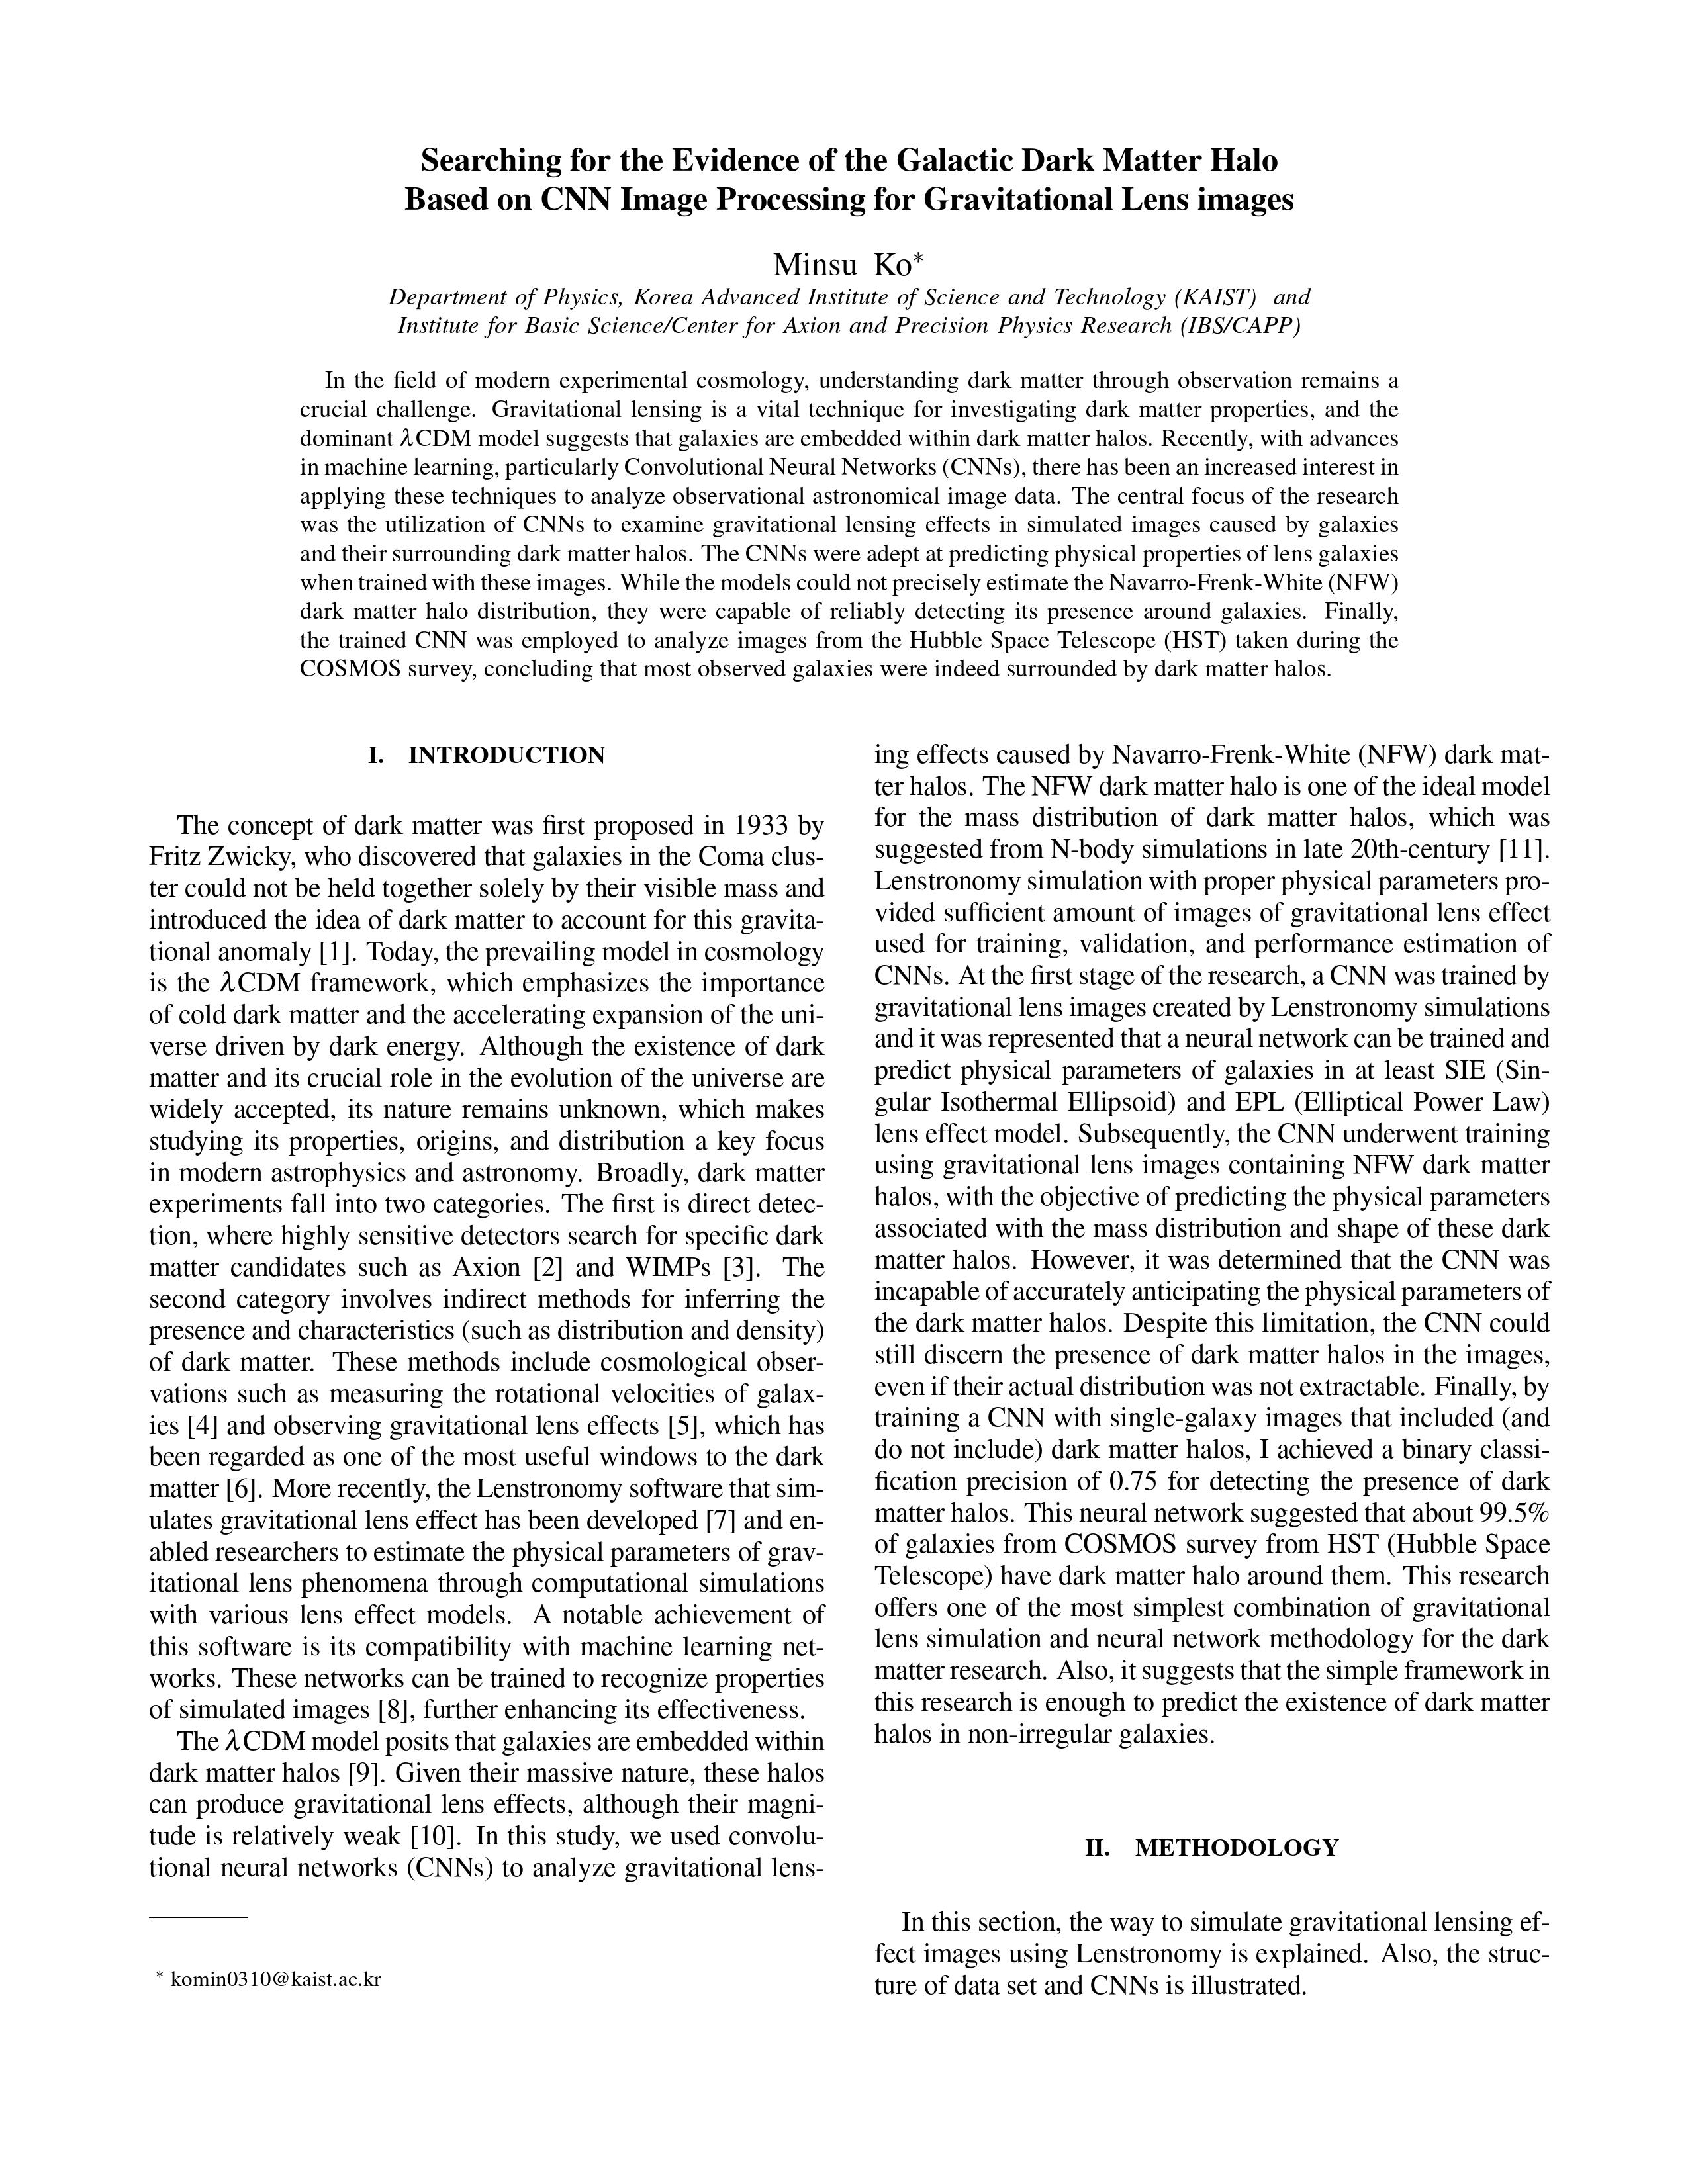 Searching for the Evidence of the Galactic Dark Matter Halo
Based on CNN Image Processing for Gravitational Lens images
Minsu Ko*
Department of Physics, Korea Advanced Institute of Science and Technology (KAIST) and
Institute for Basic Science/Center for Axion and Precision Physics Research (IBS/CAPP)
In the field of modern experimental cosmology, understanding dark matter through observation remains a
crucial challenge. Gravitational lensing is a vital technique for investigating dark matter properties, and the
dominant λCDM model suggests that galaxies are embedded within dark matter halos. Recently, with advances
in machine learning, particularly Convolutional Neural Networks (CNNs), there has been an increased interest in
applying these techniques to analyze observational astronomical image data. The central focus of the research
was the utilization of CNNs to examine gravitational lensing effects in simulated images caused by galaxies
and their surrounding dark matter halos. The CNNs were adept at predicting physical properties of lens galaxies
when trained with these images. While the models could not precisely estimate the Navarro-Frenk-White (NFW)
dark matter halo distribution, they were capable of reliably detecting its presence around galaxies. Finally,
the trained CNN was employed to analyze images from the Hubble Space Telescope (HST) taken during the
COSMOS survey, concluding that most observed galaxies were indeed surrounded by dark matter halos.
I. INTRODUCTION
The concept of dark matter was first proposed in 1933 by
Fritz Zwicky, who discovered that galaxies in the Coma clus-
ter could not be held together solely by their visible mass and
introduced the idea of dark matter to account for this gravita-
tional anomaly [1]. Today, the prevailing model in cosmology
is the λCDM framework, which emphasizes the importance
of cold dark matter and the accelerating expansion of the uni-
verse driven by dark energy. Although the existence of dark
matter and its crucial role in the evolution of the universe are
widely accepted, its nature remains unknown, which makes
studying its properties, origins, and distribution a key focus
in modern astrophysics and astronomy. Broadly, dark matter
experiments fall into two categories. The first is direct detec-
tion, where highly sensitive detectors search for specific dark
matter candidates such as Axion [2] and WIMPs [3]. The
second category involves indirect methods for inferring the
presence and characteristics (such as distribution and density)
of dark matter. These methods include cosmological obser-
vations such as measuring the rotational velocities of galax-
ies [4] and observing gravitational lens effects [5], which has
been regarded as one of the most useful windows to the dark
matter [6]. More recently, the Lenstronomy software that sim-
ulates gravitational lens effect has been developed [7] and en-
abled researchers to estimate the physical parameters of grav-
itational lens phenomena through computational simulations
with various lens effect models. A notable achievement of
this software is its compatibility with machine learning net-
works. These networks can be trained to recognize properties
of simulated images [8], further enhancing its effectiveness.
The λCDM model posits that galaxies are embedded within
dark matter halos [9]. Given their massive nature, these halos
can produce gravitational lens effects, although their magni-
tude is relatively weak [10]. In this study, we used convolu-
tional neural networks (CNNs) to analyze gravitational lens-
* komin0310@kaist.ac.kr
ing effects caused by Navarro-Frenk-White (NFW) dark mat-
ter halos. The NFW dark matter halo is one of the ideal model
for the mass distribution of dark matter halos, which was
suggested from N-body simulations in late 20th-century [11].
Lenstronomy simulation with proper physical parameters pro-
vided sufficient amount of images of gravitational lens effect
used for training, validation, and performance estimation of
CNNs. At the first stage of the research, a CNN was trained by
gravitational lens images created by Lenstronomy simulations
and it was represented that a neural network can be trained and
predict physical parameters of galaxies in at least SIE (Sin-
gular Isothermal Ellipsoid) and EPL (Elliptical Power Law)
lens effect model. Subsequently, the CNN underwent training
using gravitational lens images containing NFW dark matter
halos, with the objective of predicting the physical parameters
associated with the mass distribution and shape of these dark
matter halos. However, it was determined that the CNN was
incapable of accurately anticipating the physical parameters of
the dark matter halos. Despite this limitation, the CNN could
still discern the presence of dark matter halos in the images,
even if their actual distribution was not extractable. Finally, by
training a CNN with single-galaxy images that included (and
do not include) dark matter halos, I achieved a binary classi-
fication precision of 0.75 for detecting the presence of dark
matter halos. This neural network suggested that about 99.5%
of galaxies from COSMOS survey from HST (Hubble Space
Telescope) have dark matter halo around them. This research
offers one of the most simplest combination of gravitational
lens simulation and neural network methodology for the dark
matter research. Also, it suggests that the simple framework in
this research is enough to predict the existence of dark matter
halos in non-irregular galaxies.
II. METHODOLOGY
In this section, the way to simulate gravitational lensing ef-
fect images using Lenstronomy is explained. Also, the struc-
ture of data set and CNNs is illustrated.